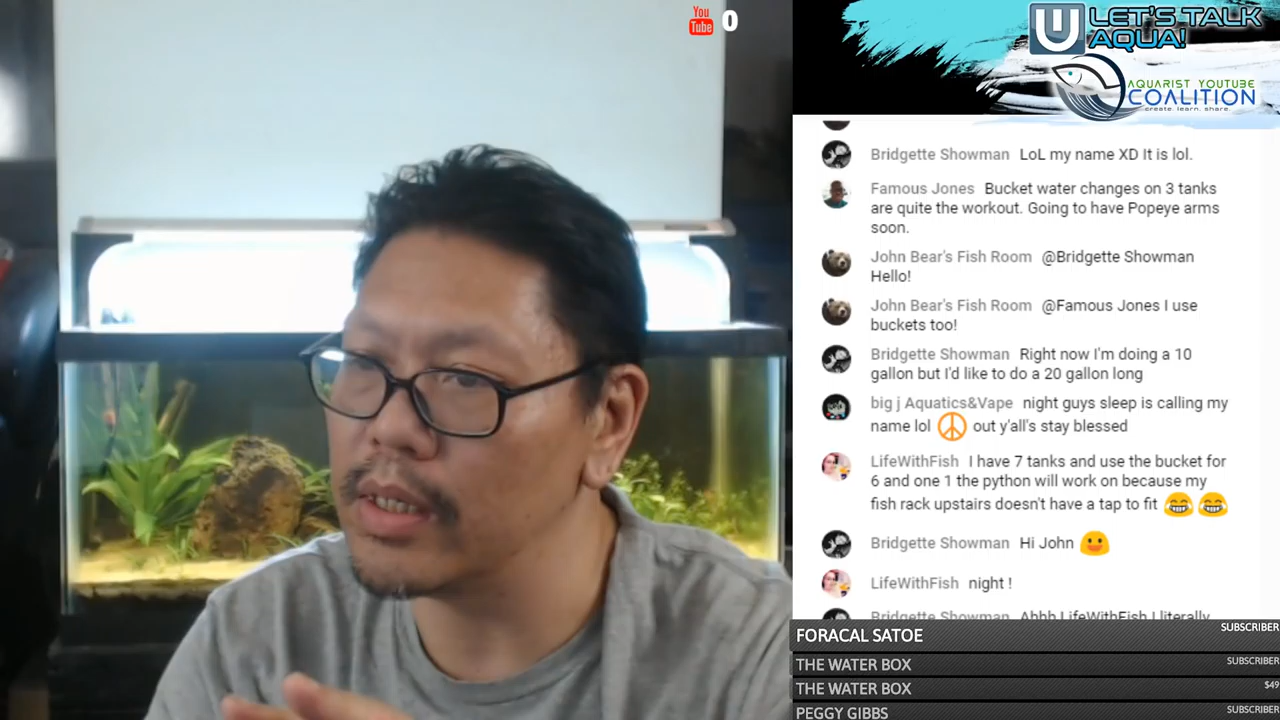 You
Tube 0
U LET'S TALK
AQUA!
AQUARIST YOUTUBE
COALITION
create. learn. share.
Bridgette Showman LoL my name XD It is lol.
Famous Jones Bucket water changes on 3 tanks
are quite the workout. Going to have Popeye arms
soon.
John Bear's Fish Room @Bridgette Showman
Hello!
John Bear's Fish Room @Famous Jones I use
buckets too!
Bridgette Showman Right now I'm doing a 10
gallon but I'd like to do a 20 gallon long
big j Aquatics&Vape night guys sleep is calling my
name lol out y'all's stay blessed
LifeWithFish I have 7 tanks and use the bucket for
6 and one 1 the python will work on because my
fish rack upstairs doesn't have a tap to fit
Bridgette Showman Hi John
LifeWithFish night !
Bridgette Showman Ahhh LifeWithFish I literally
FORACAL SATOE SUBSCRIBER
THE WATER BOX SUBSCRIBER
THE WATER BOX $49
PEGGY GIBBS SUBSCRIBER